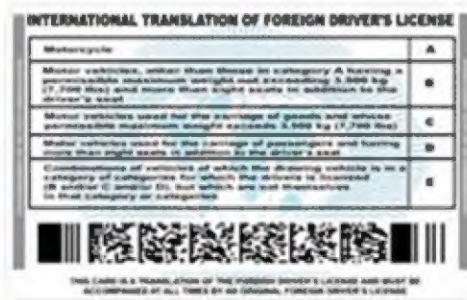 INTERNATIONAL TRANSLATION OF FOREIGN DRIVER'S LICENSE
Motorcycle
A
Motor vehicles, other than those in category A having a
permissible maximum weight not exceeding 3,500 kg
(7,700 lbs) and more than eight seats in addition to the
driver's seat
B
Motor vehicles used for the carriage of goods and whose
permissible maximum weight exceeds 3,500 kg (7,700 lbs)
C
Motor vehicles used for the carriage of passengers and having
more than eight seats in addition to the driver's seat
D
Combinations of vehicles of which the drawing vehicle is in a
category of categories for which the drivers is licensed
(B and/or C and/or D), but which are not themselves
in that category or categories
E
THIS CARD IS A TRANSLATION OF THE FOREIGN DRIVER'S LICENSE AND MUST BE
ACCOMPANIED AT ALL TIMES BY AN ORIGINAL FOREIGN DRIVER'S LICENSE